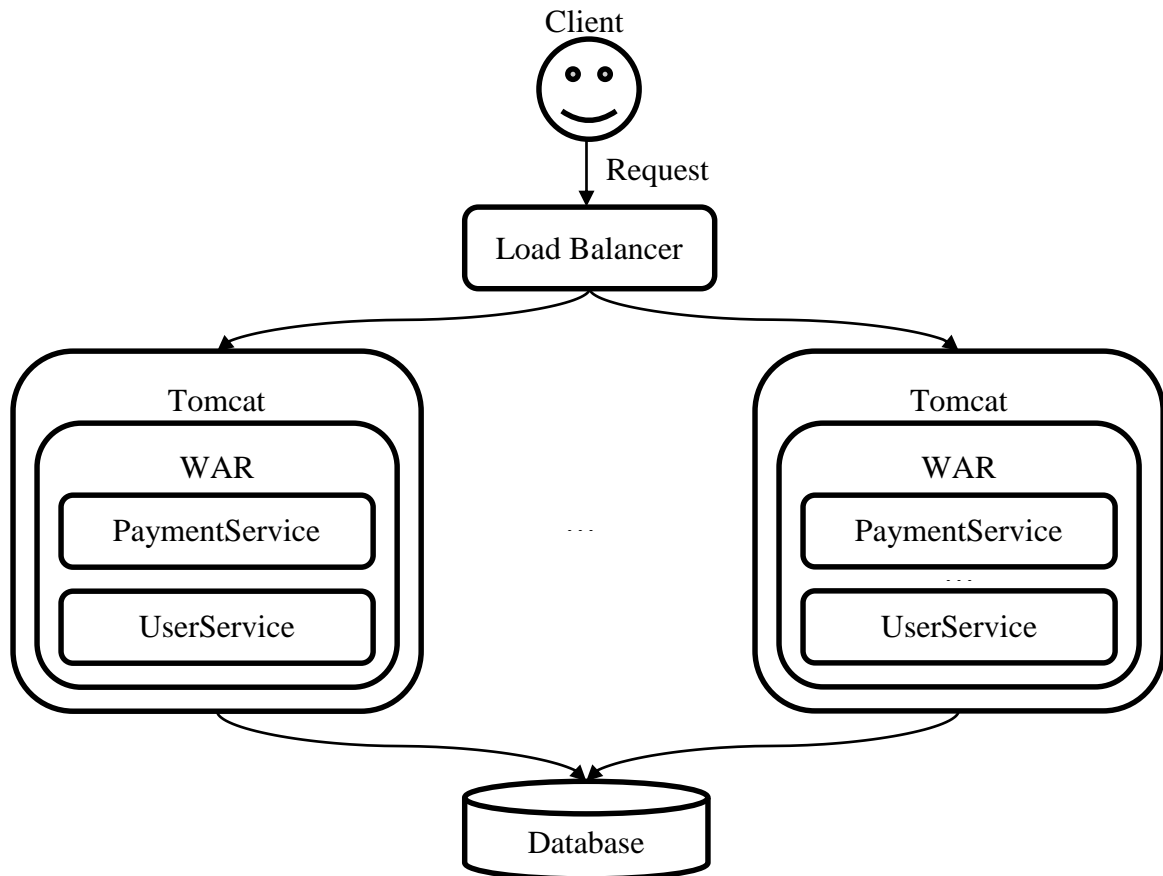 Client
Request
Load Balancer
Tomcat
Tomcat
WAR
WAR
PaymentService
...
PaymentService
...
UserService
UserService
Database